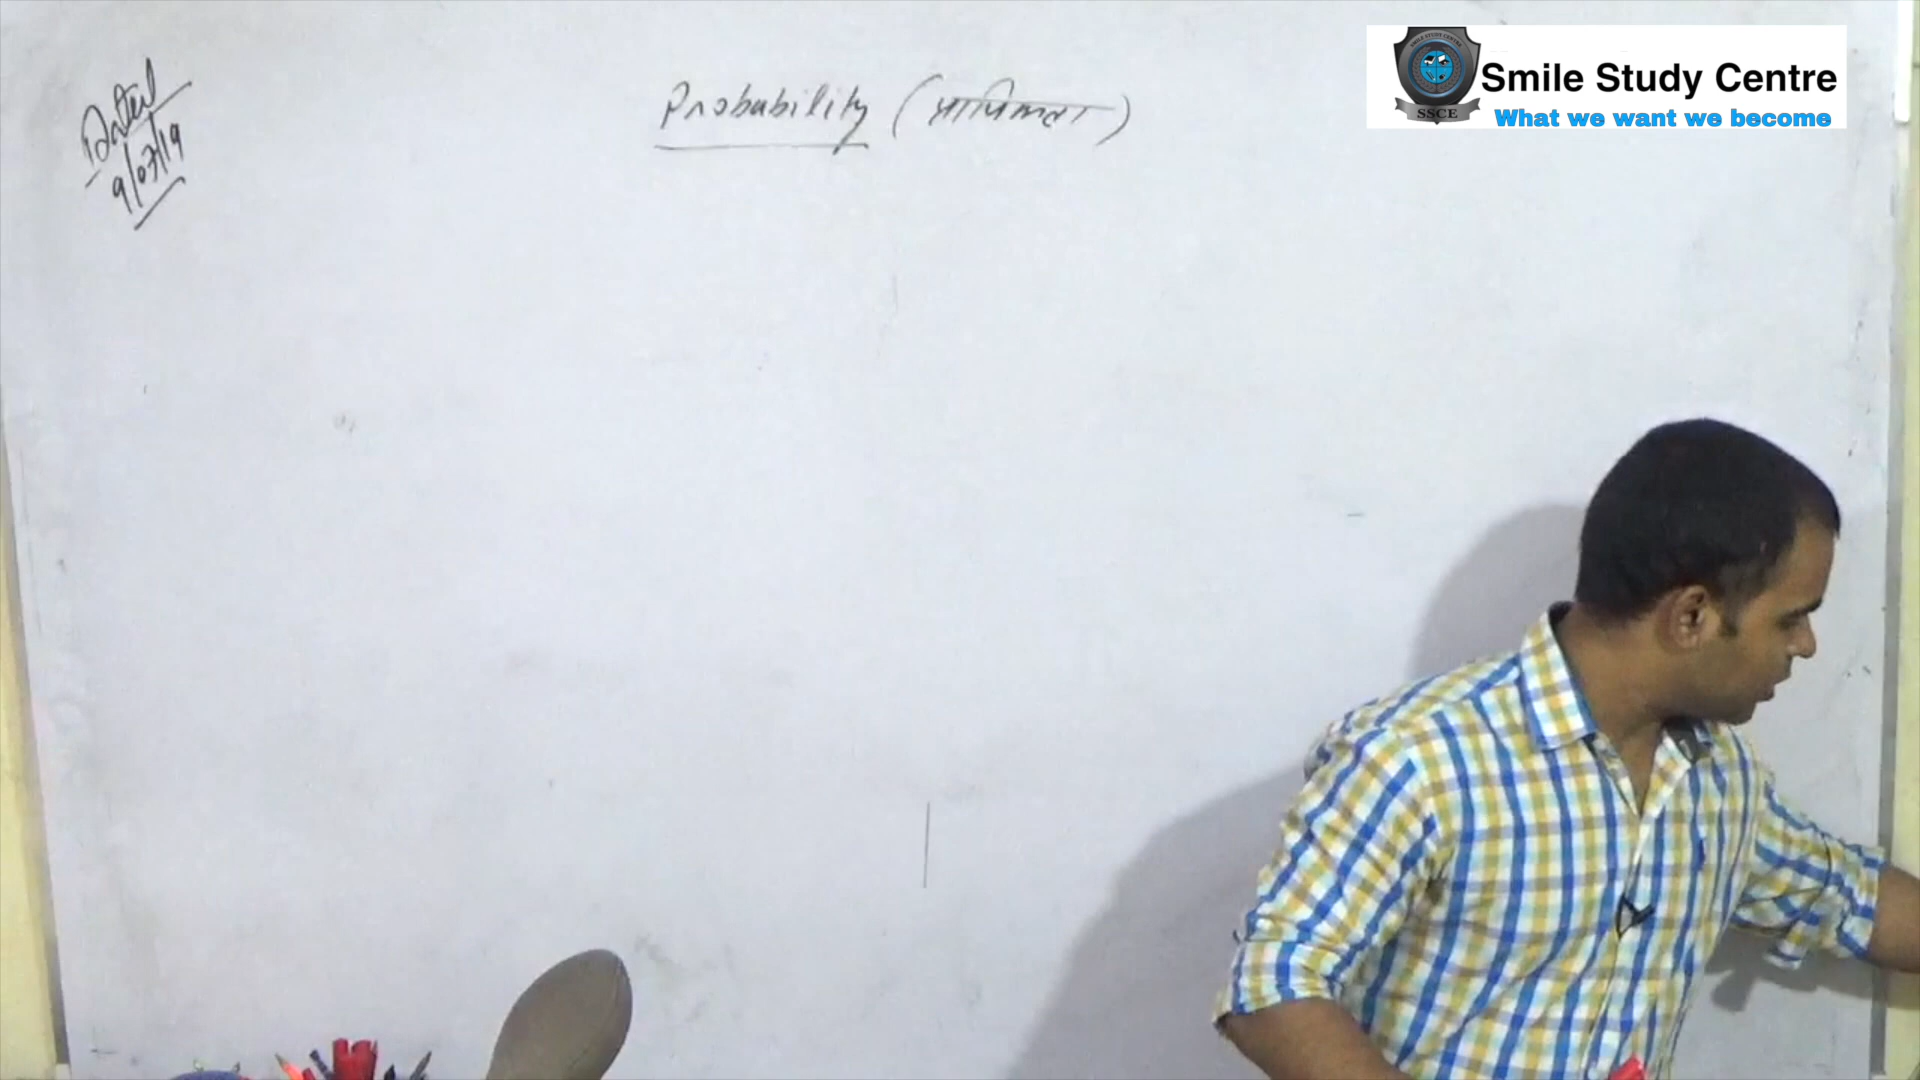 Dated
9/07/19
Probability (प्रायिकता)
Smile Study Centre
What we want we become
SSCE